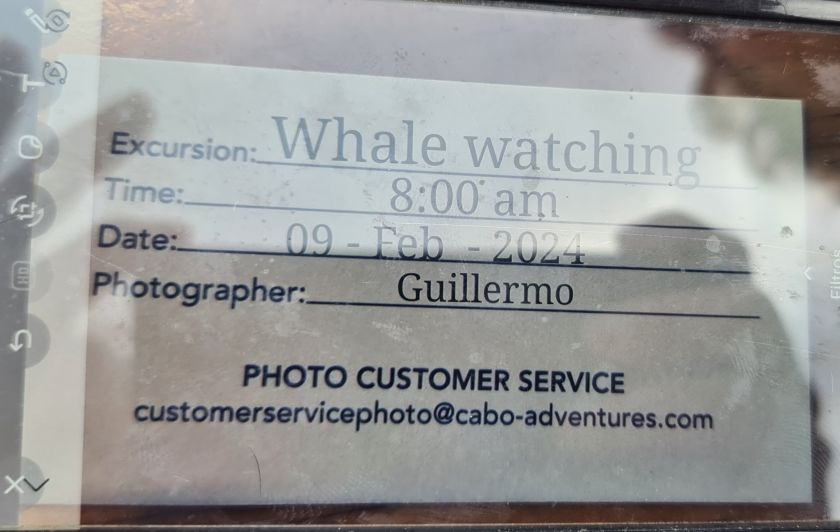 Excursion: Whale watching
Time: 8:00 am
Date: 09 - Feb - 2024
Photographer: Guillermo
PHOTO CUSTOMER SERVICE
customerservicephoto@cabo-adventures.com
Filtros